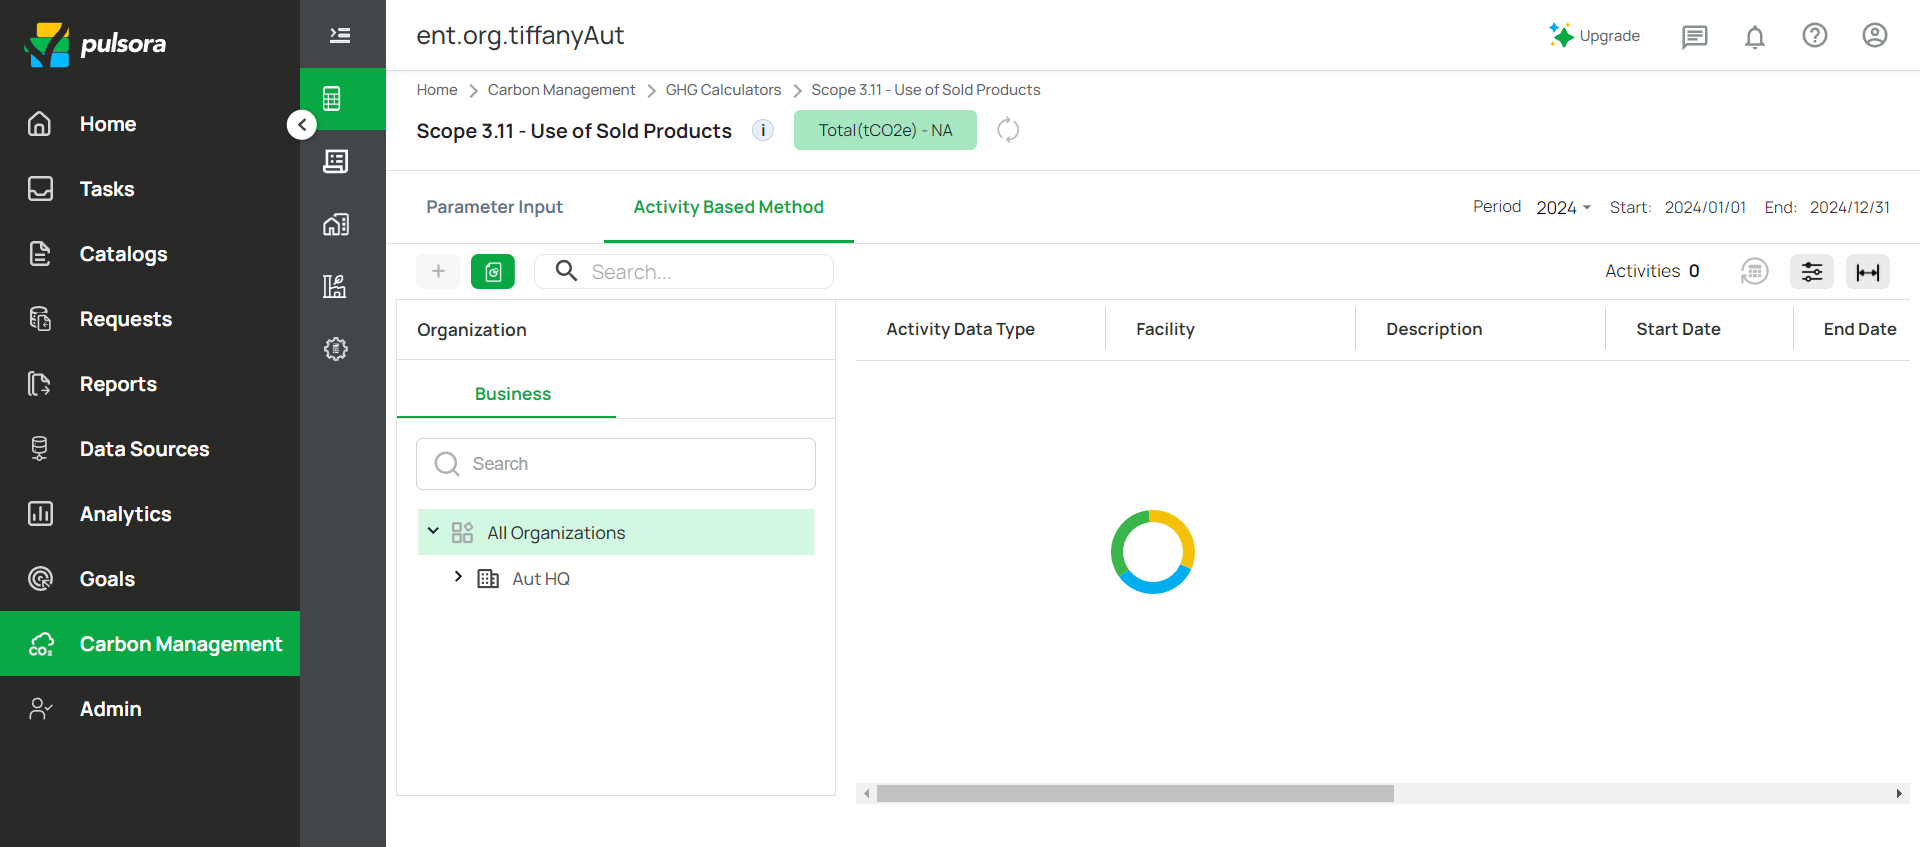 pulsora
Home
Tasks
Catalogs
Requests
Reports
Data Sources
Analytics
Goals
CO₂ Carbon Management
Admin
ent.org.tiffanyAut
Upgrade
Home > Carbon Management > GHG Calculators > Scope 3.11 - Use of Sold Products
Scope 3.11 - Use of Sold Products i Total(tCO2e) - NA
Parameter Input Activity Based Method
Period 2024 Start: 2024/01/01 End: 2024/12/31
+ Search...
Activities 0
Organization
Business
Search
All Organizations
Aut HQ
Activity Data Type Facility Description Start Date End Date